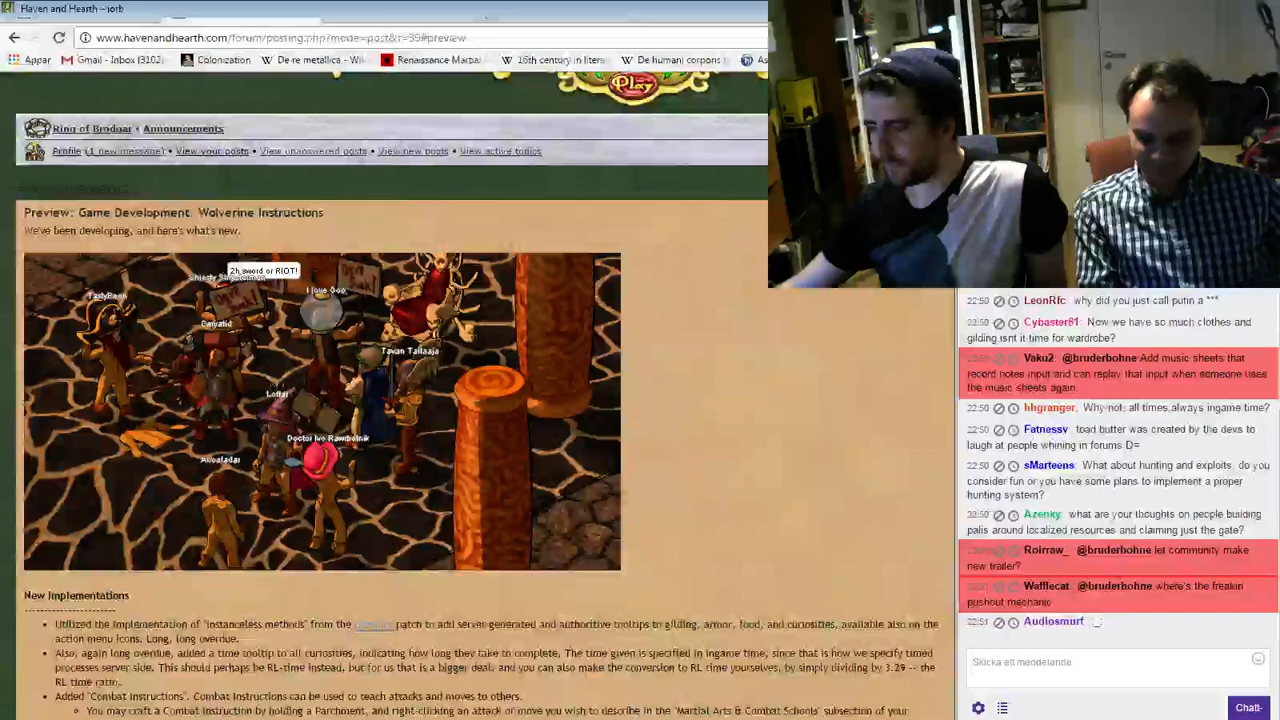 Haven and Hearth – iorb
www.havenandhearth.com/forum/posting.php?mode=post&f=39#preview
Appar Gmail - Inbox (3102) Colonization De re metallica - Wik Renaissance Martial 16th century in litera De humani corporis
Play
Ring of Brodgar ‹ Announcements
Profile (1 new message) • View your posts • View unanswered posts • View new posts • View active topics
Preview: Game Development: Wolverine Instructions
We've been developing, and here's what's new.
2h sword or RIOT!
I love Goo
Tavan Tallaaja
Loftar
Doctor Ivo Rawbotnik
New Implementations
Utilized the implementation of "instanceless methods" from the patch to add server generated and authoritive tooltips to gilding, armor, food, and curiosities, available also on the
action menu icons. Long, long overdue.
Also, again long overdue, added a time tooltip to all curiosities, indicating how long they take to complete. The time given is specified in ingame time, since that is how we specify timed
processes server side. This should perhaps be RL-time instead, but for us that is a bigger deal, and you can also make the conversion to RL time yourselves, by simply dividing by 3.29 -- the
RL time ratio.
Added "Combat Instructions". Combat Instructions can be used to teach attacks and moves to others.
You may craft a Combat Instruction by holding a Parchment, and right-clicking an attack or move you wish to describe in the "Martial Arts & Combat Schools" subsection of your
22:50 LeonRfc: why did you just call putin a ***
22:50 Cybaster81: Now we have so much clothes and
gilding isnt it time for wardrobe?
Vaku2: @bruderbohne Add music sheets that
record notes input and can replay that input when someone uses
the music sheets again.
22:50 hhgranger: Why not, all times always ingame time?
22:50 Fatnessv: toad butter was created by the devs to
laugh at people whining in forums D=
22:50 sMarteens: What about hunting and exploits, do you
consider fun or you have some plans to implement a proper
hunting system?
22:50 Azenky: what are your thoughts on people building
palis around localized resources and claiming just the gate?
Roirraw_: @bruderbohne let community make
new trailer?
Wafflecat: @bruderbohne where's the freakin
pushout mechanic
22:51 Audiosmurf: :_;
Skicka ett meddelande
Chatt-